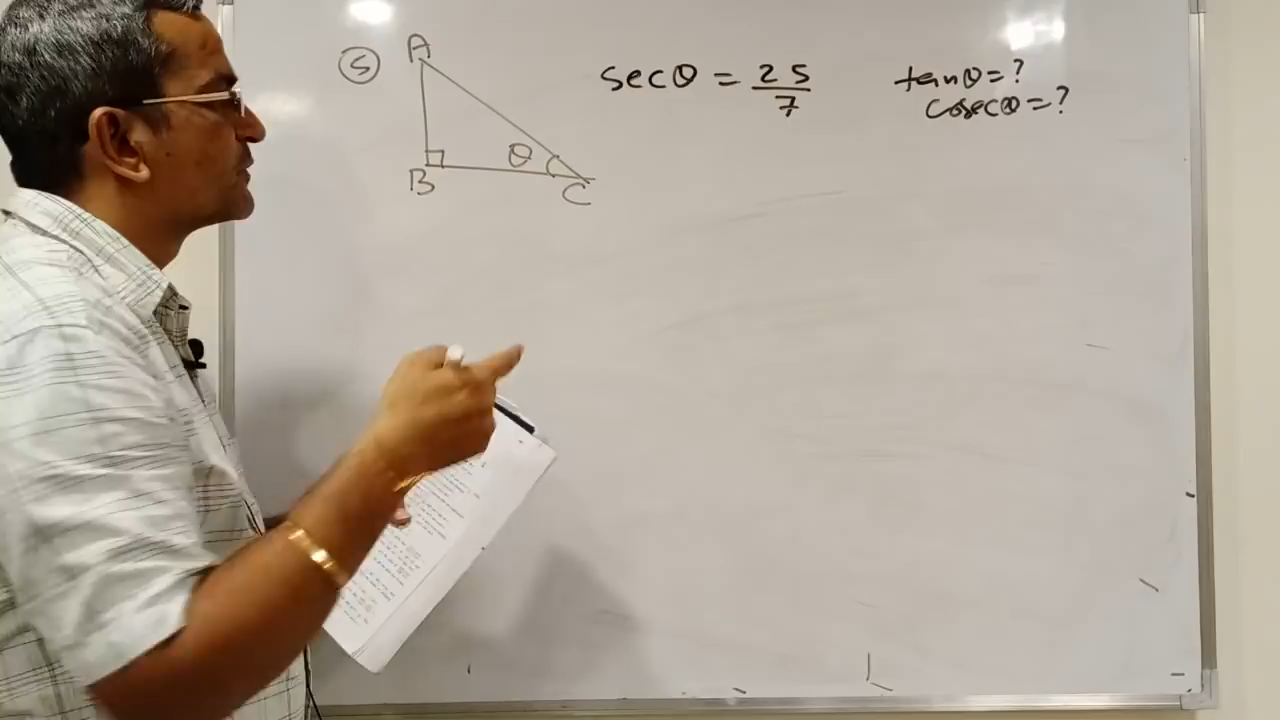 ⑤ A
B θ C
secθ = 25/7
tanθ = ?
cosecθ = ?